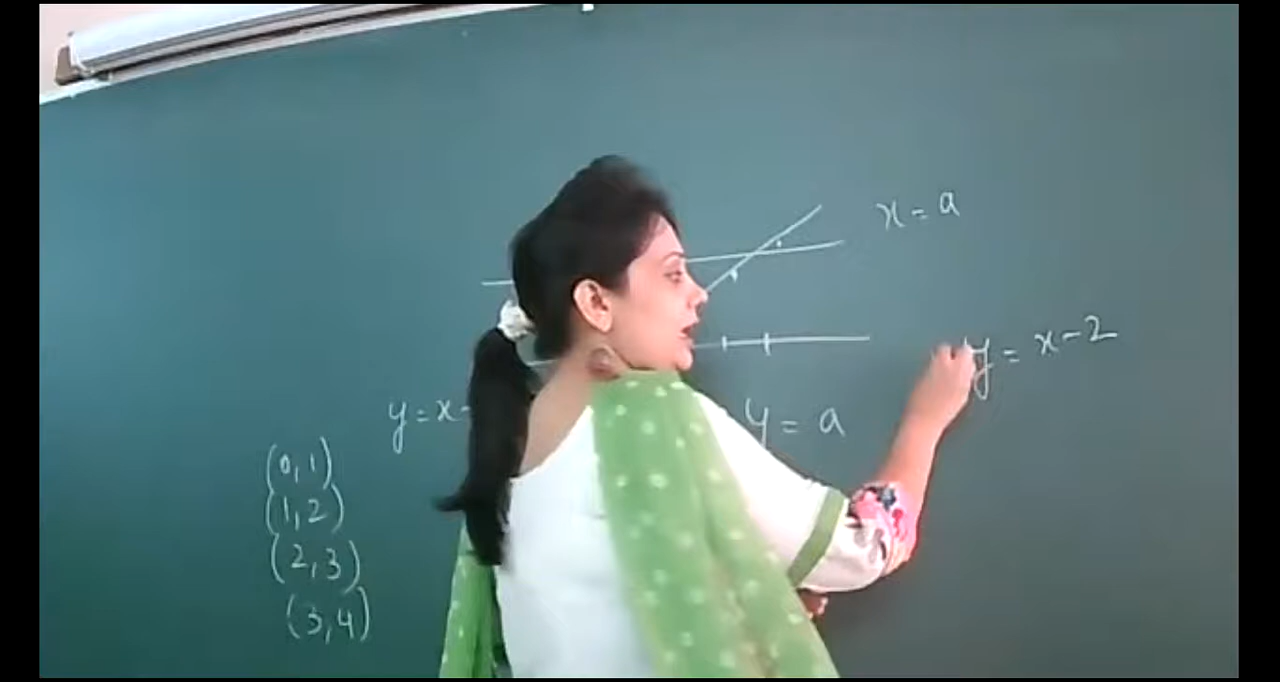 x = a
y = x-2
y = x-
y = a
(0,1)
(1,2)
(2,3)
(3,4)